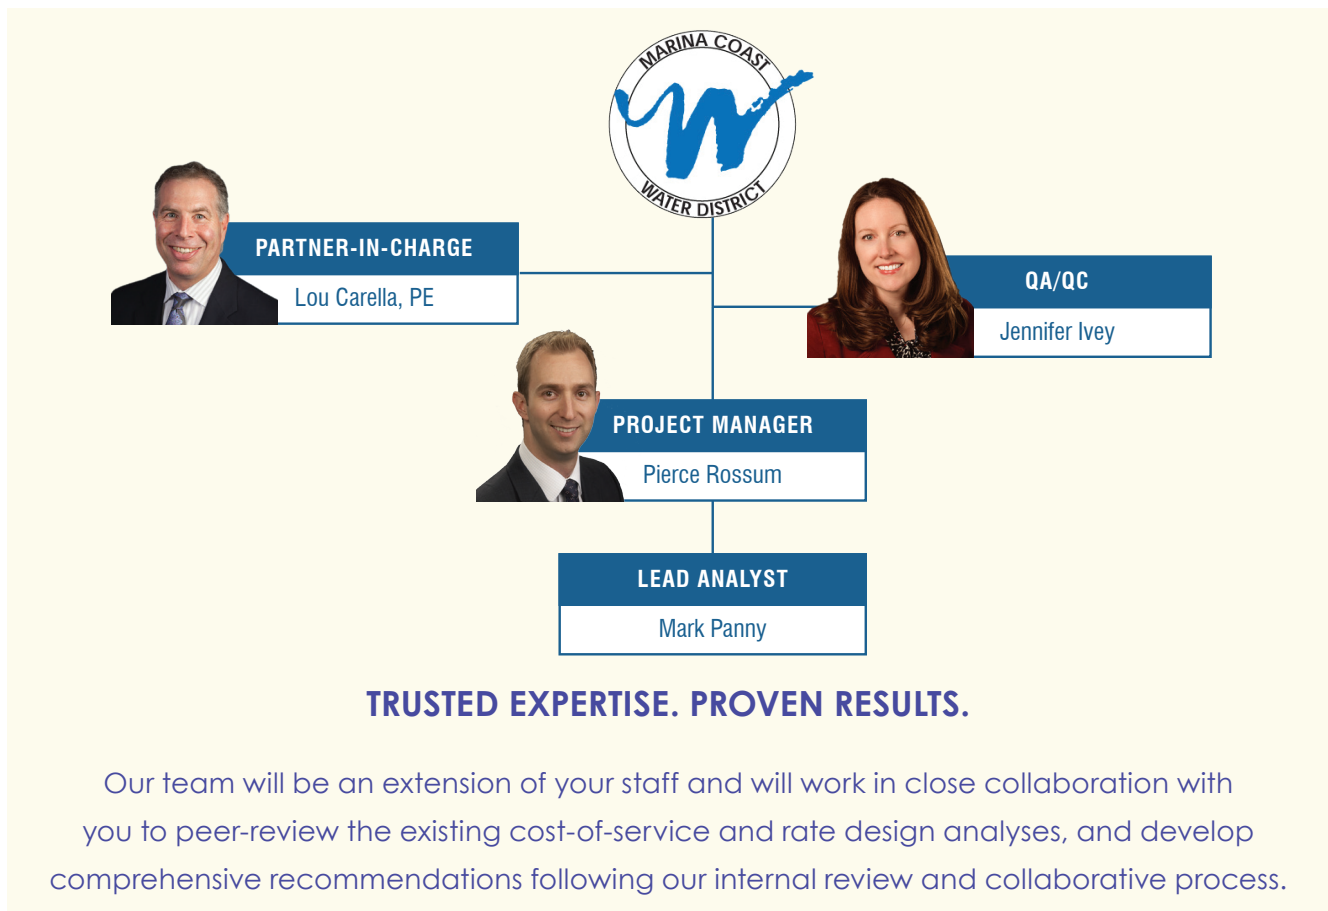 MARINA COAST
WATER DISTRICT
PARTNER-IN-CHARGE
Lou Carella, PE
QA/QC
Jennifer Ivey
PROJECT MANAGER
Pierce Rossum
LEAD ANALYST
Mark Panny
TRUSTED EXPERTISE. PROVEN RESULTS.
Our team will be an extension of your staff and will work in close collaboration with
you to peer-review the existing cost-of-service and rate design analyses, and develop
comprehensive recommendations following our internal review and collaborative process.